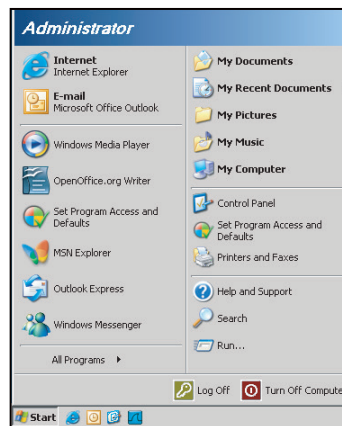 Administrator
Internet
Internet Explorer
E-mail
Microsoft Office Outlook
Windows Media Player
OpenOffice.org Writer
Set Program Access and
Defaults
MSN Explorer
Outlook Express
Windows Messenger
All Programs
My Documents
My Recent Documents
My Pictures
My Music
My Computer
Control Panel
Set Program Access and
Defaults
Printers and Faxes
Help and Support
Search
Run...
Log Off
Turn Off Compute
Start